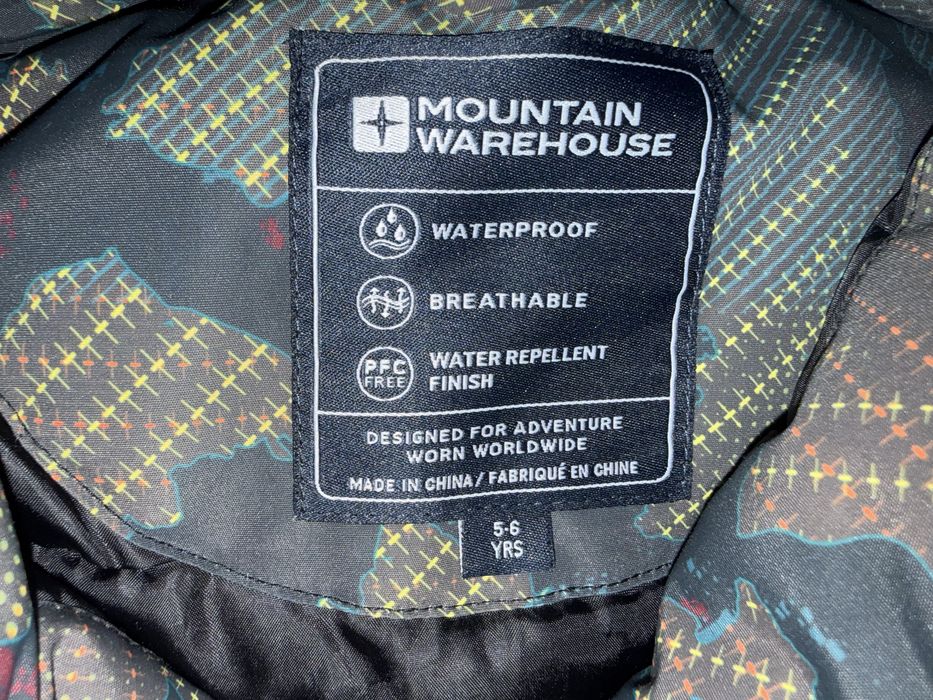 MOUNTAIN
WAREHOUSE
WATERPROOF
BREATHABLE
PFC
FREE
WATER REPELLENT
FINISH
DESIGNED FOR ADVENTURE
WORN WORLDWIDE
MADE IN CHINA / FABRIQUÉ EN CHINE
5-6
YRS